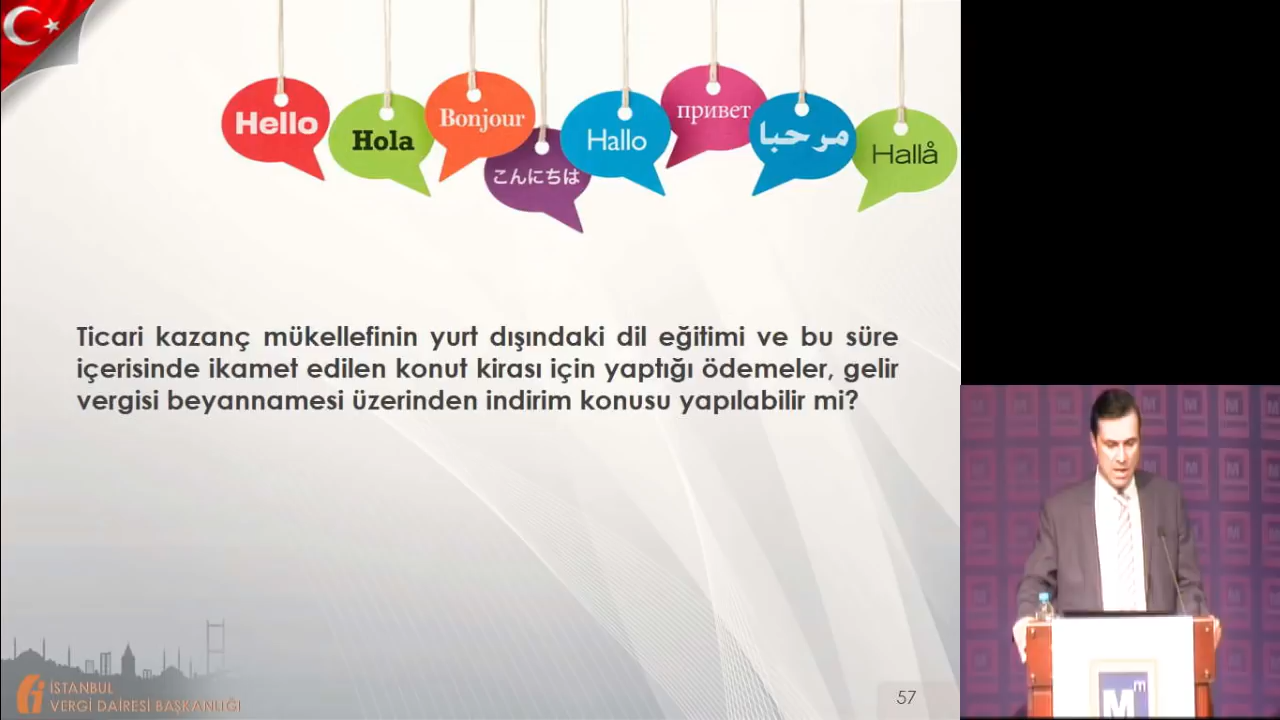 Hello
Hola
Bonjour
こんにちは
Hallo
привет
مرحبا
Hallå
Ticari kazanç mükellefinin yurt dışındaki dil eğitimi ve bu süre
içerisinde ikamet edilen konut kirası için yaptığı ödemeler, gelir
vergisi beyannamesi üzerinden indirim konusu yapılabilir mi?
İSTANBUL
VERGİ DAİRESİ BAŞKANLIĞI
57
M
m